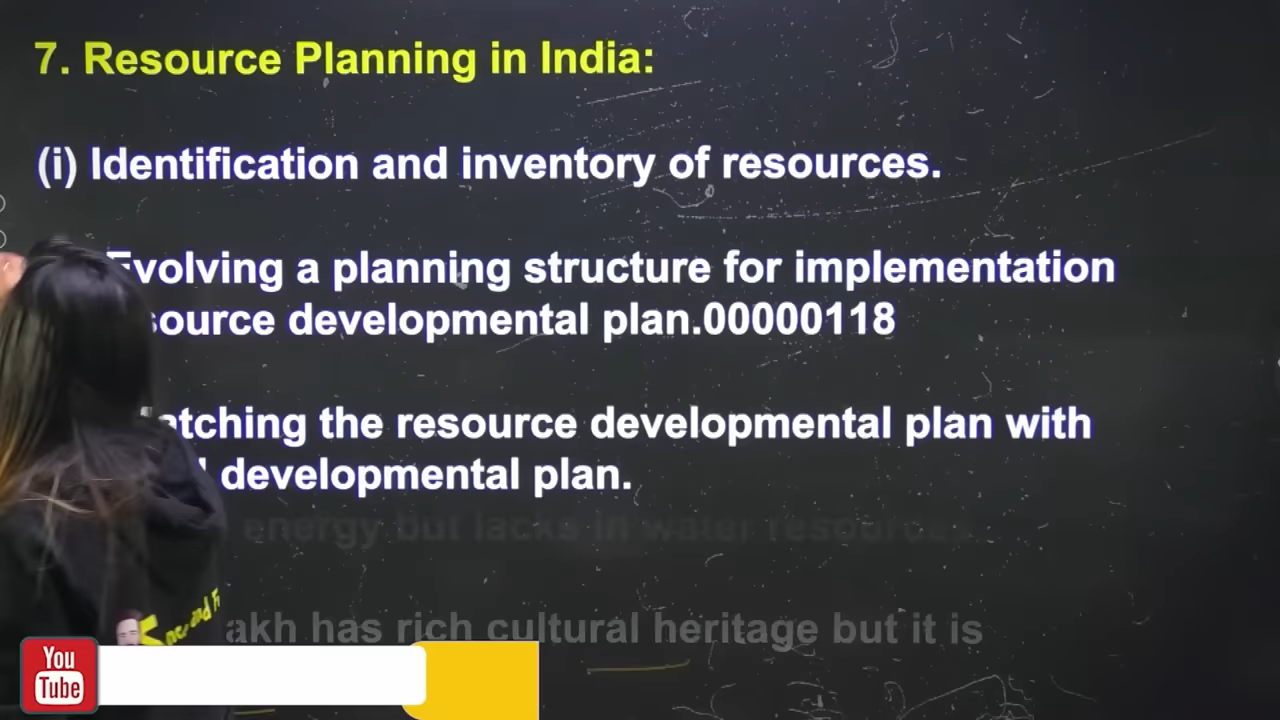 7. Resource Planning in India:
(i) Identification and inventory of resources.
Evolving a planning structure for implementation
source developmental plan.00000118
atching the resource developmental plan with
developmental plan.
energy but lacks in water resources
akh has rich cultural heritage but it is
and F
You
Tube